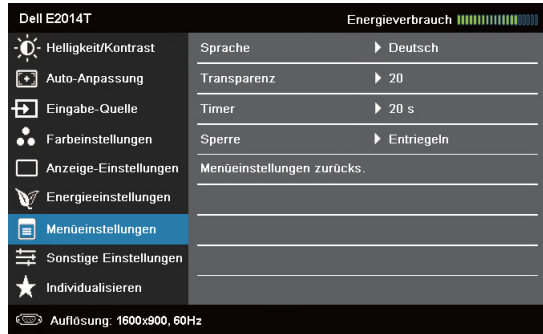 Dell E2014T Energieverbrauch
Helligkeit/Kontrast Sprache Deutsch
Auto-Anpassung Transparenz 20
Eingabe-Quelle Timer 20 s
Farbeinstellungen Sperre Entriegeln
Anzeige-Einstellungen Menüeinstellungen zurücks.
Energieeinstellungen
Menüeinstellungen
Sonstige Einstellungen
Individualisieren
Auflösung: 1600x900, 60Hz